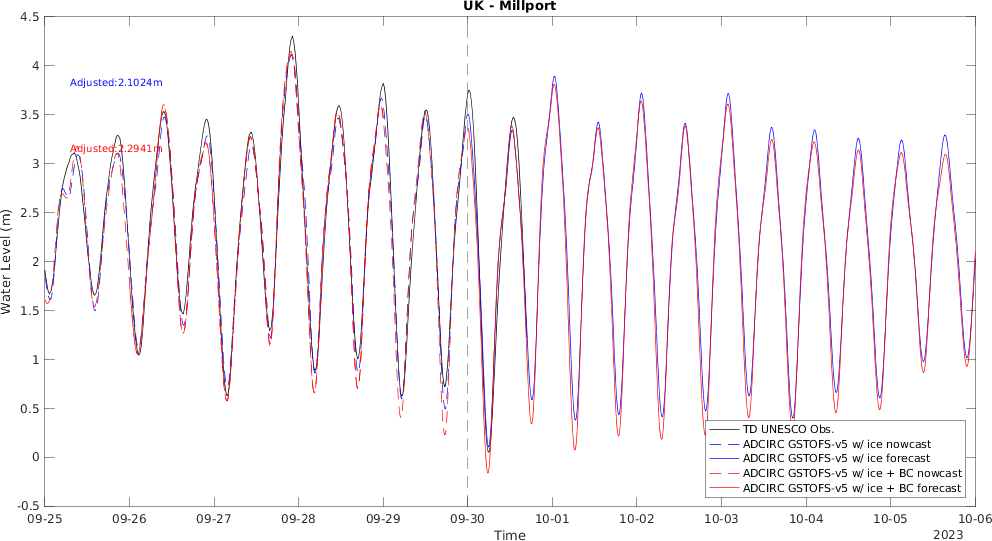 UK - Millport
4.5
4
3.5
3
2.5
2
1.5
1
0.5
0
-0.5
Water Level (m)
Adjusted:2.1024m
Adjusted:2.2941m
TD UNESCO Obs.
ADCIRC GSTOFS-v5 w/ ice nowcast
ADCIRC GSTOFS-v5 w/ ice forecast
ADCIRC GSTOFS-v5 w/ ice + BC nowcast
ADCIRC GSTOFS-v5 w/ ice + BC forecast
09-25 09-26 09-27 09-28 09-29 09-30 10-01 10-02 10-03 10-04 10-05 10-06
Time
2023